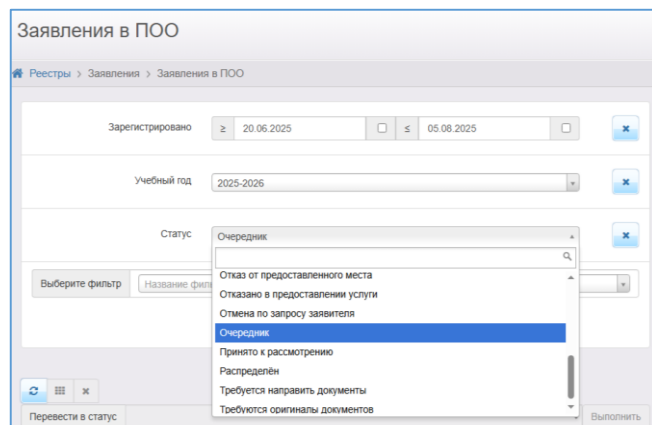 Заявления в ПОО
Реестры > Заявления > Заявления в ПОО
Зарегистрировано ≥ 20.06.2025 ≤ 05.08.2025
Учебный год 2025-2026
Статус Очередник
Отказ от предоставленного места
Выберите фильтр Название
Отказано в предоставлении услуги
Отмена по запросу заявителя
Очередник
Принято к рассмотрению
Распределён
Требуется направить документы
Требуются оригиналы документов
Перевести в статус Выполнить